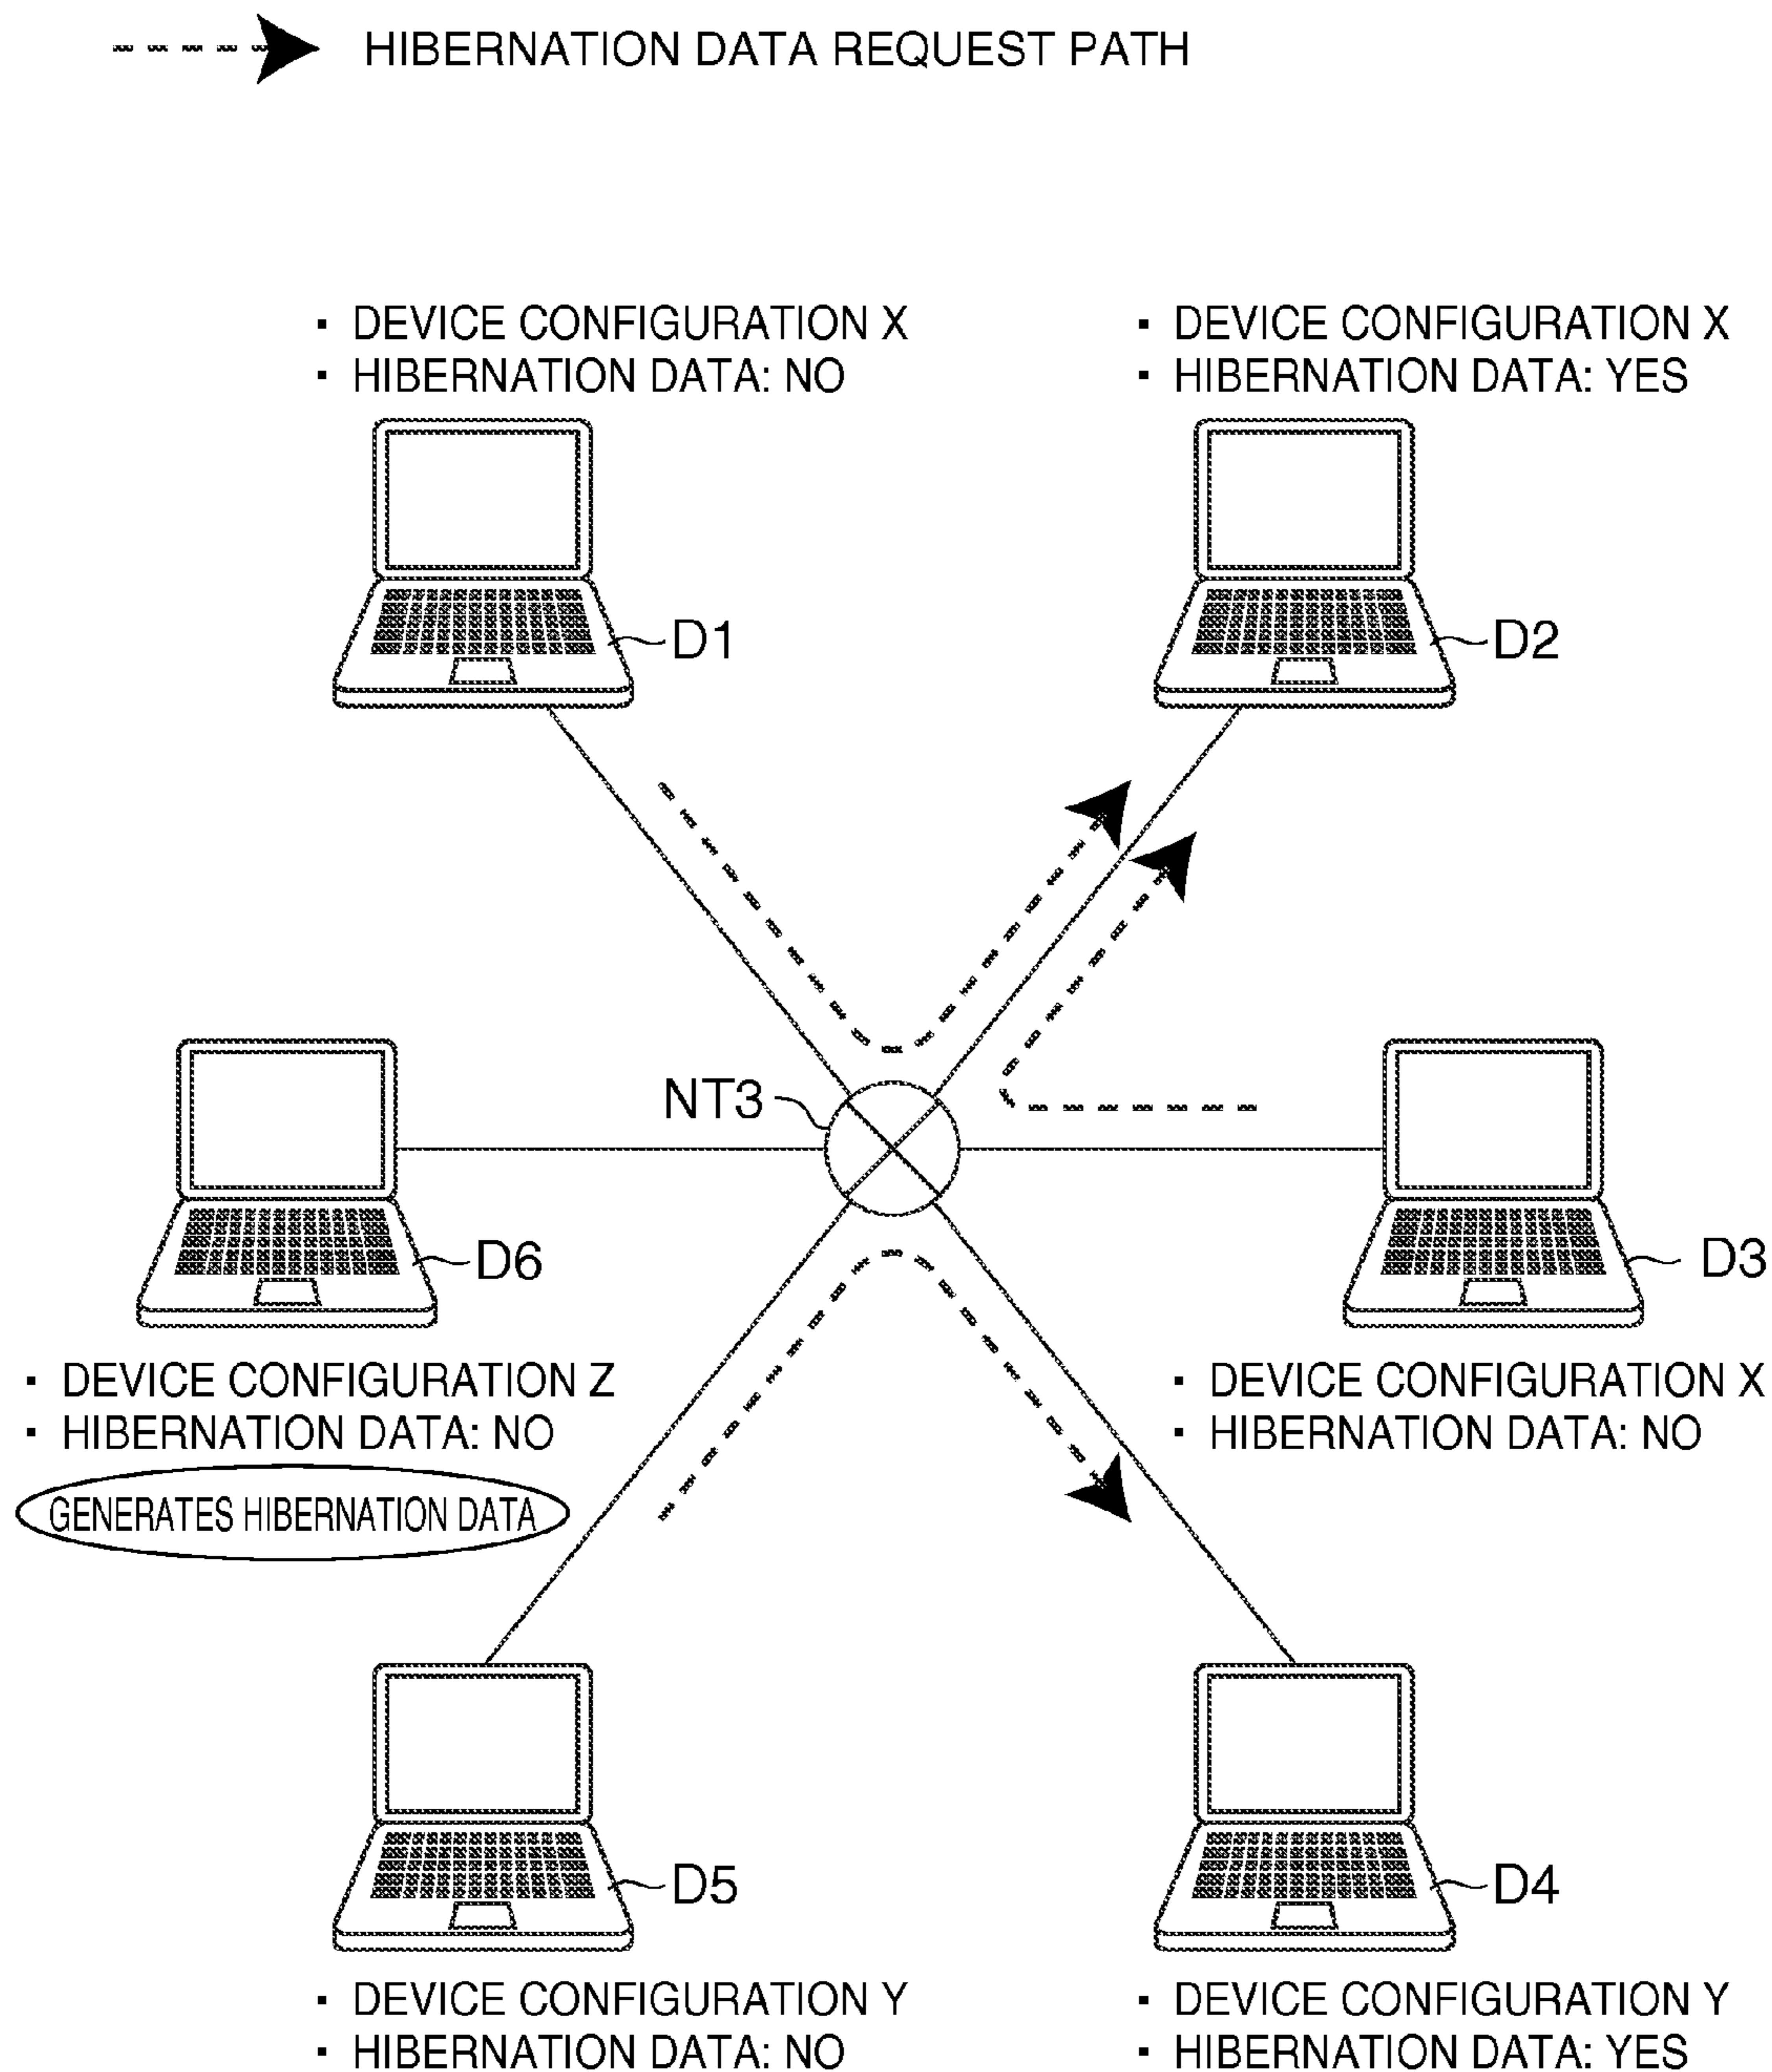 HIBERNATION DATA REQUEST PATH
▪ DEVICE CONFIGURATION X
▪ HIBERNATION DATA: NO
▪ DEVICE CONFIGURATION X
▪ HIBERNATION DATA: YES
D1
D2
NT3
D6
D3
▪ DEVICE CONFIGURATION Z
▪ HIBERNATION DATA: NO
GENERATES HIBERNATION DATA
▪ DEVICE CONFIGURATION X
▪ HIBERNATION DATA: NO
D5
D4
▪ DEVICE CONFIGURATION Y
▪ HIBERNATION DATA: NO
▪ DEVICE CONFIGURATION Y
▪ HIBERNATION DATA: YES